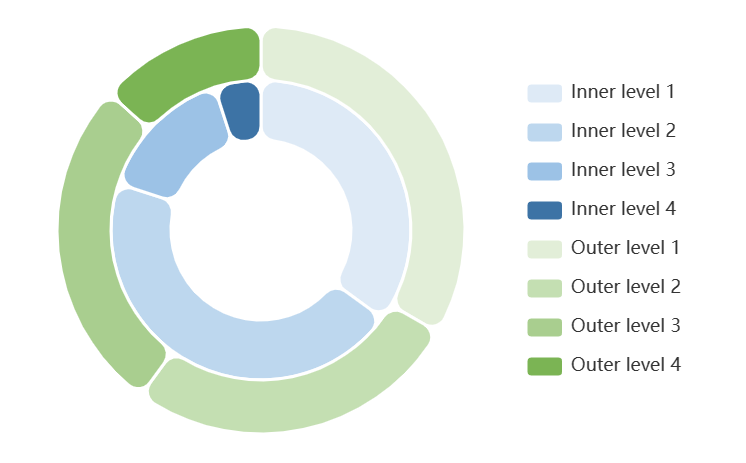 Inner level 1
Inner level 2
Inner level 3
Inner level 4
Outer level 1
Outer level 2
Outer level 3
Outer level 4